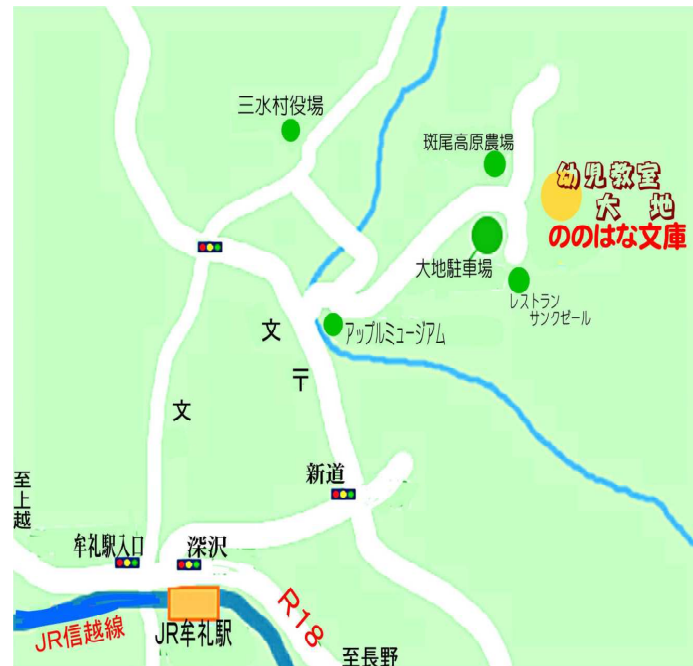 三水村役場
斑尾高原農場
幼児教室
大地
ののはな文庫
大地駐車場
レストラン
サンクゼール
アップルミュージアム
文
〒
文
新道
至上越
牟礼駅入口
深沢
R18
JR信越線
JR牟礼駅
至長野